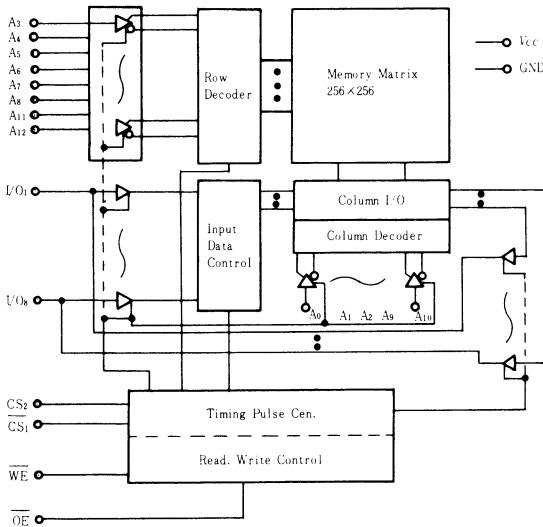 A3
A4
A5
A6
A7
A8
A11
A12
Row
Decoder
Memory Matrix
256×256
Vcc
GND
I/O1
Input
Data
Control
Column I/O
Column Decoder
I/O8
A0 A1 A2 A9 A10
CS2
CS1
Timing Pulse Cen.
Read. Write Control
WE
OE